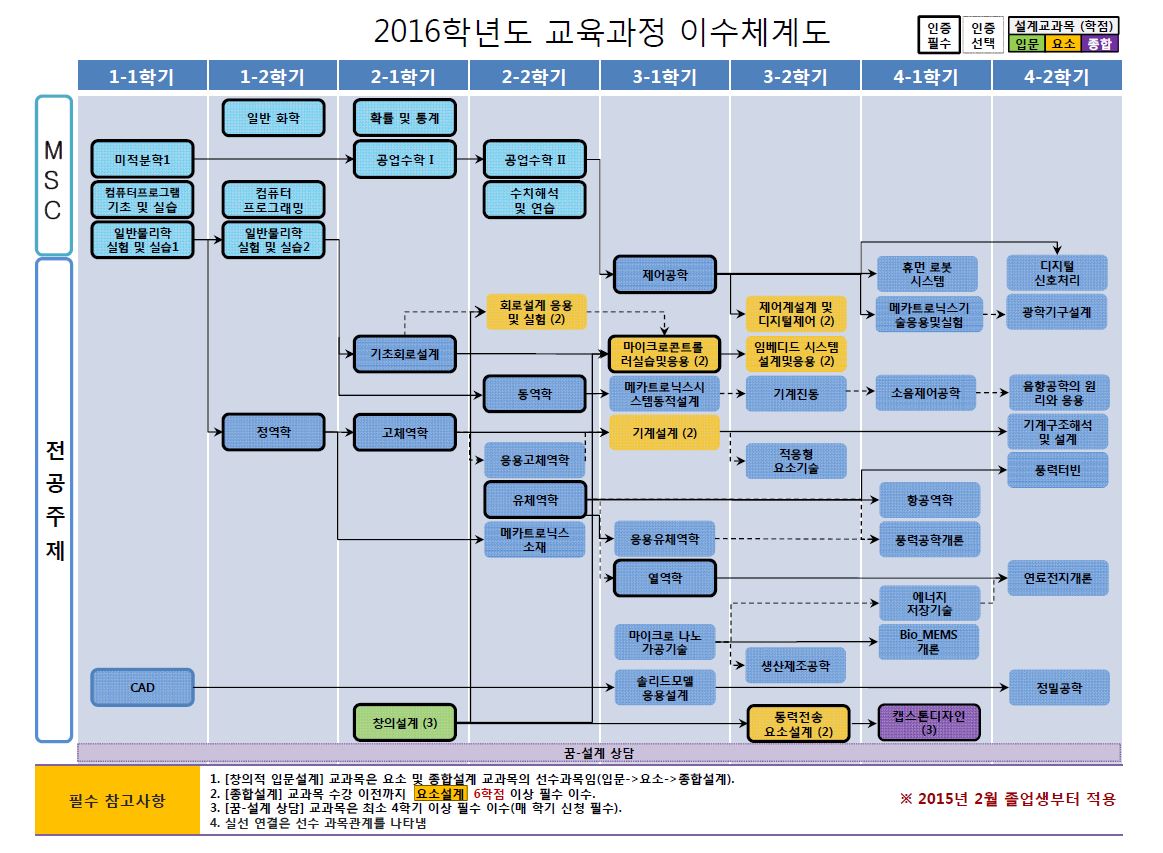 2016학년도 교육과정 이수체계도
인증
필수
인증
선택
설계교과목 (학점)
입문 요소 종합
1-1학기 1-2학기 2-1학기 2-2학기 3-1학기 3-2학기 4-1학기 4-2학기
M
S
C
일반 화학
확률 및 통계
미적분학1
공업수학 I
공업수학 II
컴퓨터프로그램
기초 및 실습
컴퓨터
프로그래밍
수치해석
및 연습
일반물리학
실험 및 실습1
일반물리학
실험 및 실습2
전
공
주
제
제어공학
휴먼 로봇
시스템
디지털
신호처리
회로설계 응용
및 실험 (2)
제어계설계 및
디지털제어 (2)
메카트로닉스기
술응용및실험
광학기구설계
기초회로설계
마이크로콘트롤
러실습및응용 (2)
임베디드 시스템
설계및응용 (2)
동역학
메카트로닉스시
스템동적설계
기계진동
소음제어공학
음향공학의 원
리와 응용
정역학
고체역학
기계설계 (2)
기계구조해석
및 설계
응용고체역학
적응형
요소기술
풍력터빈
유체역학
항공역학
메카트로닉스
소재
응용유체역학
풍력공학개론
열역학
연료전지개론
에너지
저장기술
마이크로 나노
가공기술
Bio_MEMS
개론
생산제조공학
CAD
솔리드모델
응용설계
정밀공학
창의설계 (3)
동력전송
요소설계 (2)
캡스톤디자인
(3)
꿈-설계 상담
필수 참고사항
1. [창의적 입문설계] 교과목은 요소 및 종합설계 교과목의 선수과목임(입문->요소->종합설계).
2. [종합설계] 교과목 수강 이전까지 요소설계 6학점 이상 필수 이수.
3. [꿈-설계 상담] 교과목은 최소 4학기 이상 필수 이수(매 학기 신청 필수).
4. 실선 연결은 선수 과목관계를 나타냄
※ 2015년 2월 졸업생부터 적용